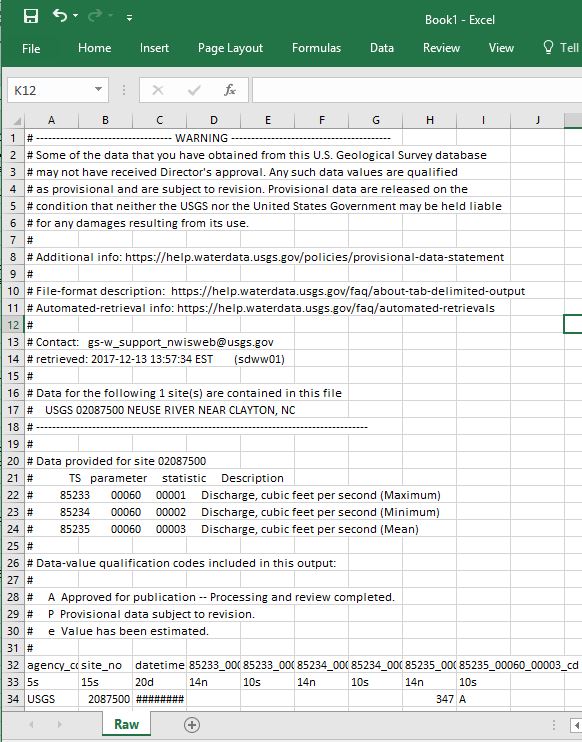 Book1 - Excel
File Home Insert Page Layout Formulas Data Review View Tell
K12 fx
A B C D E F G H I J
1 # ---------------------------------- WARNING ----------------------------------------
2 # Some of the data that you have obtained from this U.S. Geological Survey database
3 # may not have received Director's approval. Any such data values are qualified
4 # as provisional and are subject to revision. Provisional data are released on the
5 # condition that neither the USGS nor the United States Government may be held liable
6 # for any damages resulting from its use.
7 #
8 # Additional info: https://help.waterdata.usgs.gov/policies/provisional-data-statement
9 #
10 # File-format description: https://help.waterdata.usgs.gov/faq/about-tab-delimited-output
11 # Automated-retrieval info: https://help.waterdata.usgs.gov/faq/automated-retrievals
12 #
13 # Contact: gs-w_support_nwisweb@usgs.gov
14 # retrieved: 2017-12-13 13:57:34 EST (sdww01)
15 #
16 # Data for the following 1 site(s) are contained in this file
17 # USGS 02087500 NEUSE RIVER NEAR CLAYTON, NC
18 # -----------------------------------------------------------------------------------
19 #
20 # Data provided for site 02087500
21 # TS parameter statistic Description
22 # 85233 00060 00001 Discharge, cubic feet per second (Maximum)
23 # 85234 00060 00002 Discharge, cubic feet per second (Minimum)
24 # 85235 00060 00003 Discharge, cubic feet per second (Mean)
25 #
26 # Data-value qualification codes included in this output:
27 #
28 # A Approved for publication -- Processing and review completed.
29 # P Provisional data subject to revision.
30 # e Value has been estimated.
31 #
32 agency_cc site_no datetime 85233_000 85233_000 85234_000 85234_000 85235_000 85235_00060_00003_cd
33 5s 15s 20d 14n 10s 14n 10s 14n 10s
34 USGS 2087500 ######## 347 A
Raw